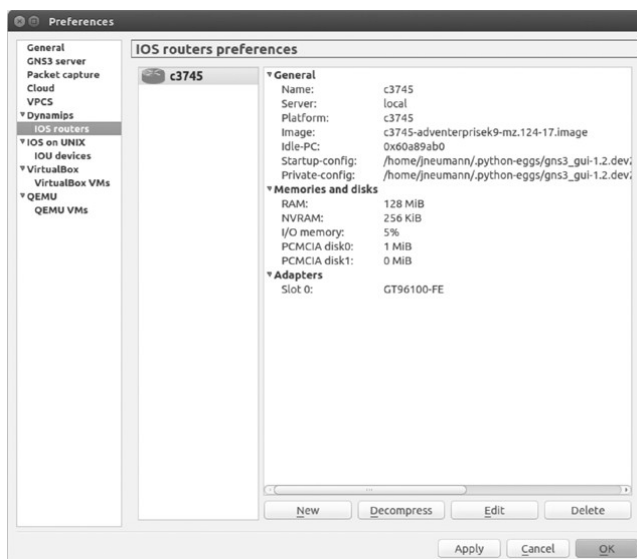 Preferences
General
GNS3 server
Packet capture
Cloud
VPCS
Dynamips
IOS routers
IOS on UNIX
IOU devices
VirtualBox
VirtualBox VMs
QEMU
QEMU VMs
IOS routers preferences
c3745
General
Name: c3745
Server: local
Platform: c3745
Image: c3745-adventerprisek9-mz.124-17.image
Idle-PC: 0x60a89ab0
Startup-config: /home/jneumann/.python-eggs/gns3_gui-1.2.dev2
Private-config: /home/jneumann/.python-eggs/gns3_gui-1.2.dev2
Memories and disks
RAM: 128 MiB
NVRAM: 256 KiB
I/O memory: 5%
PCMCIA disk0: 1 MiB
PCMCIA disk1: 0 MiB
Adapters
Slot 0: GT96100-FE
New Decompress Edit Delete
Apply Cancel OK